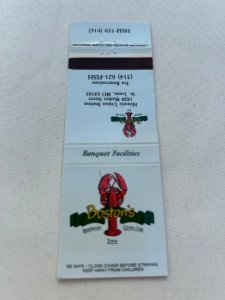 (314) 621-HSIH
(314) 621-FISH
For Reservations
St. Louis, MO 63103
1820 Market Street
Historic Union Station
Banquet Facilities
Boston's
BE SAFE - CLOSE COVER BEFORE STRIKING
KEEP AWAY FROM CHILDREN